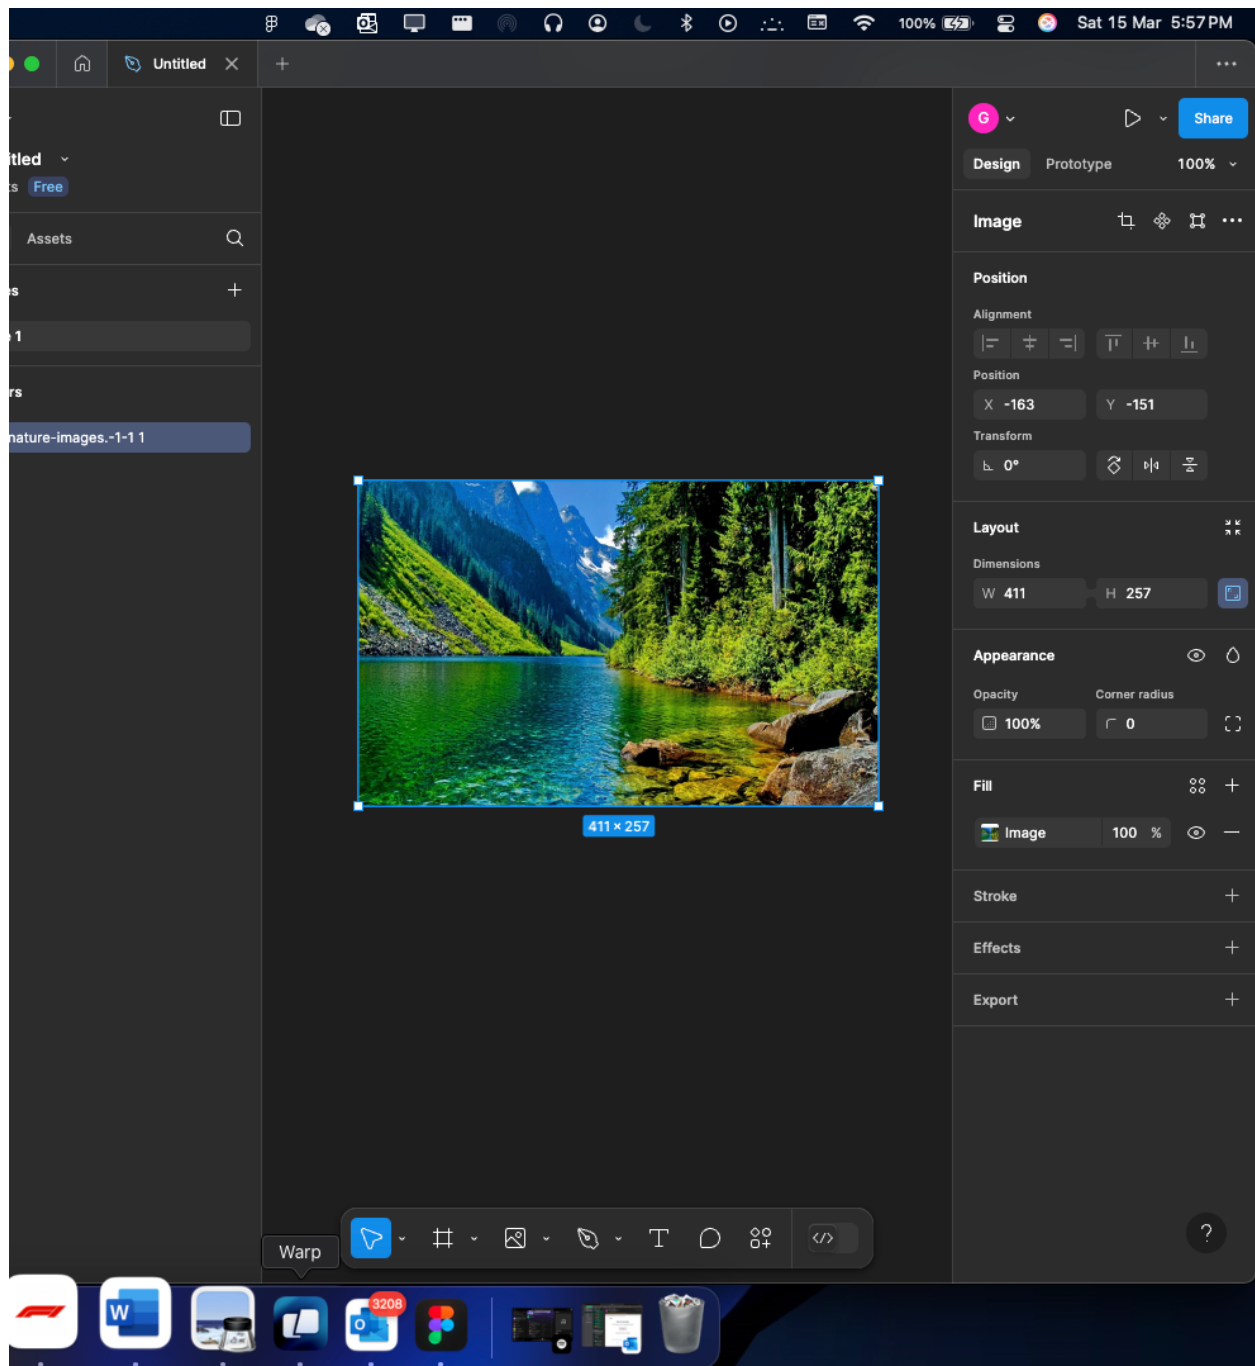 100%
Sat 15 Mar 5:57 PM
Untitled
G
Share
itled
s Free
Design
Prototype
100%
Assets
Image
es
1
rs
nature-images.-1-1 1
Position
Alignment
Position
X -163
Y -151
Transform
0°
Layout
Dimensions
W 411
H 257
Appearance
Opacity
Corner radius
100%
0
Fill
Image
100 %
411 × 257
Stroke
Effects
Export
?
Warp
T
W
3208
o